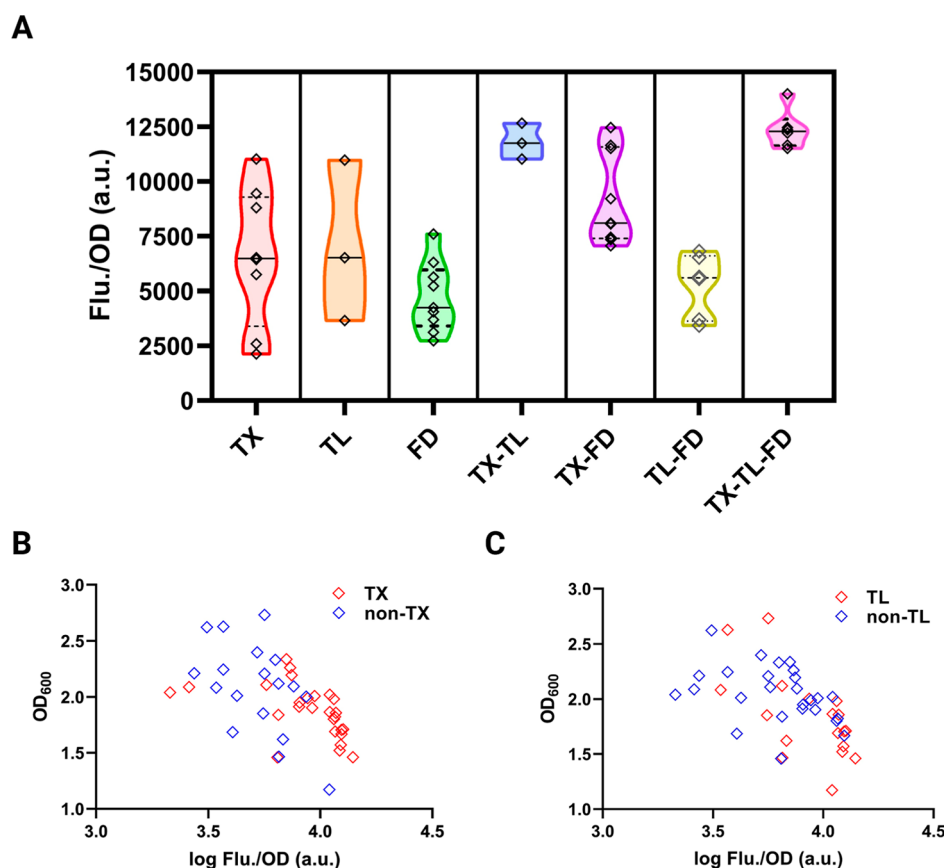 A
Flu./OD (a.u.)
15000
12500
10000
7500
5000
2500
0
TX
TL
FD
TX-TL
TX-FD
TL-FD
TX-TL-FD
B
OD600
3.0
2.5
2.0
1.5
1.0
TX
non-TX
3.0
3.5
4.0
4.5
log Flu./OD (a.u.)
C
OD600
3.0
2.5
2.0
1.5
1.0
TL
non-TL
3.0
3.5
4.0
4.5
log Flu./OD (a.u.)